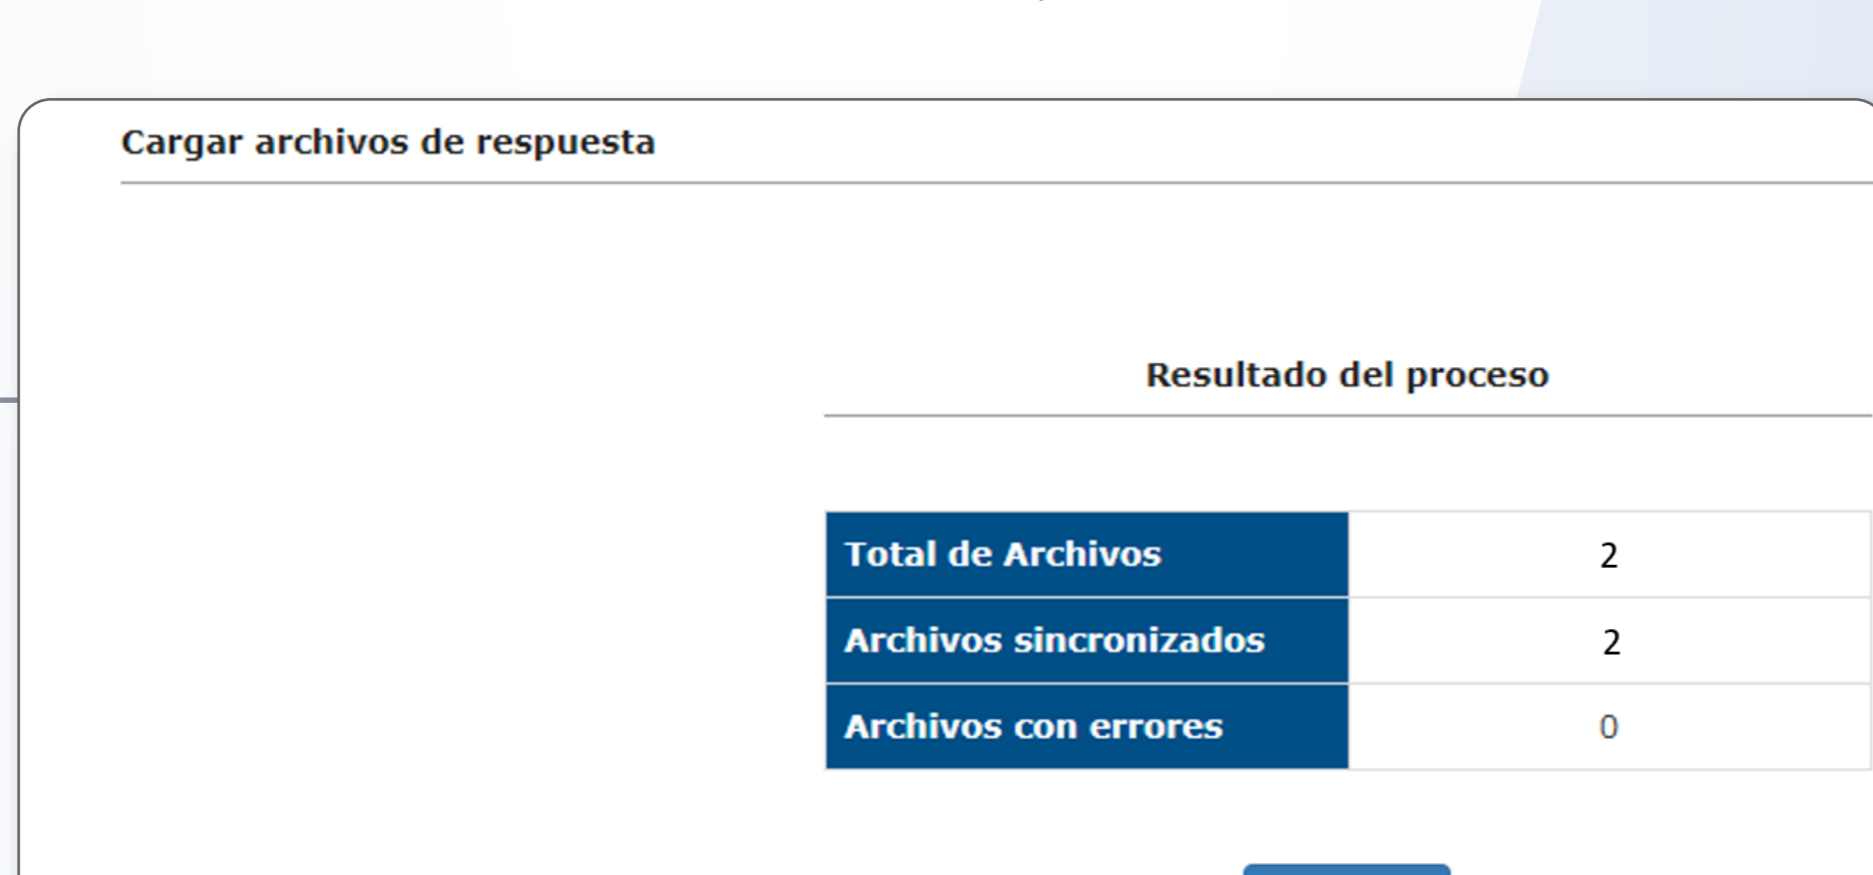 Cargar archivos de respuesta
Resultado del proceso
Total de Archivos 2
Archivos sincronizados 2
Archivos con errores 0